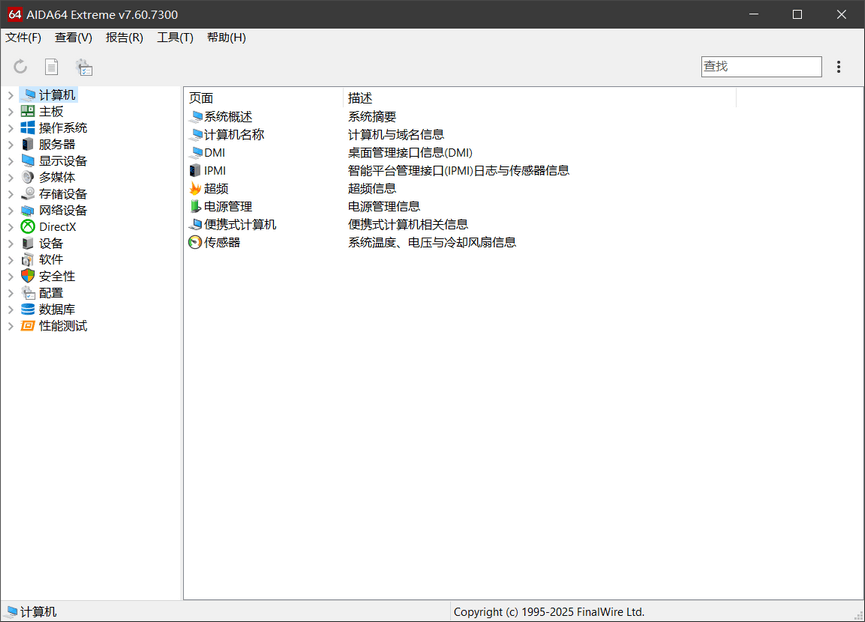 64 AIDA64 Extreme v7.60.7300
文件(F) 查看(V) 报告(R) 工具(T) 帮助(H)
查找
计算机
主板
操作系统
服务器
显示设备
多媒体
存储设备
网络设备
DirectX
设备
软件
安全性
配置
数据库
性能测试
页面 描述
系统概述 系统摘要
计算机名称 计算机与域名信息
DMI 桌面管理接口信息(DMI)
IPMI 智能平台管理接口(IPMI)日志与传感器信息
超频 超频信息
电源管理 电源管理信息
便携式计算机 便携式计算机相关信息
传感器 系统温度、电压与冷却风扇信息
计算机 Copyright (c) 1995-2025 FinalWire Ltd.